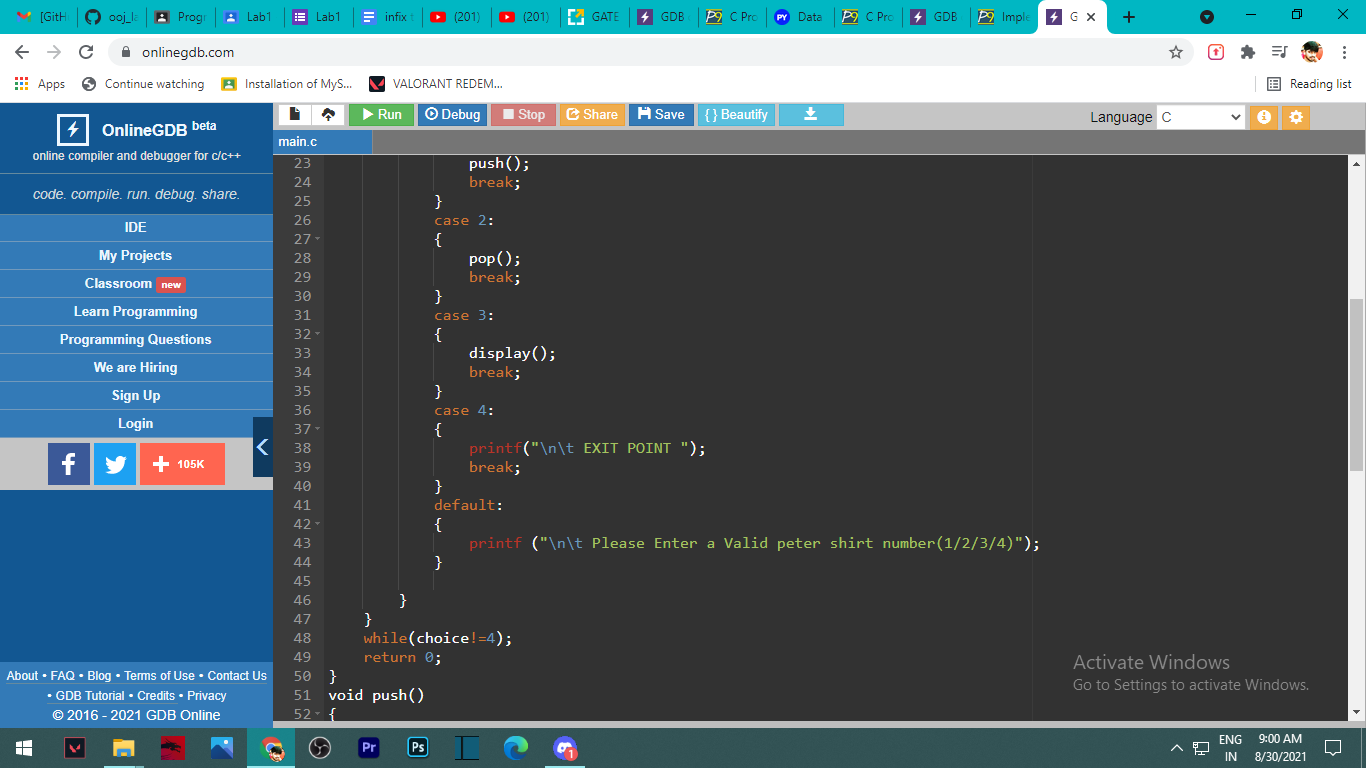 [GitH
ooj_la
Progr
Lab1
Lab1
infix t
(201)
(201)
GATE
GDB
C Pro
PY Data
C Pro
GDB
Imple
G
onlinegdb.com
Apps
Continue watching
Installation of MyS...
VALORANT REDEM...
Reading list
OnlineGDB beta
online compiler and debugger for c/c++
code. compile. run. debug. share.
IDE
My Projects
Classroom new
Learn Programming
Programming Questions
We are Hiring
Sign Up
Login
f
+ 105K
About • FAQ • Blog • Terms of Use • Contact Us
• GDB Tutorial • Credits • Privacy
© 2016 - 2021 GDB Online
Run
Debug
Stop
Share
Save
{ } Beautify
Language C
main.c
23 push();
24 break;
25 }
26 case 2:
27 {
28 pop();
29 break;
30 }
31 case 3:
32 {
33 display();
34 break;
35 }
36 case 4:
37 {
38 printf("\n\t EXIT POINT ");
39 break;
40 }
41 default:
42 {
43 printf ("\n\t Please Enter a Valid peter shirt number(1/2/3/4)");
44 }
45
46 }
47 }
48 while(choice!=4);
49 return 0;
50 }
51 void push()
52 {
Activate Windows
Go to Settings to activate Windows.
Pr
Ps
1
ENG
IN
9:00 AM
8/30/2021